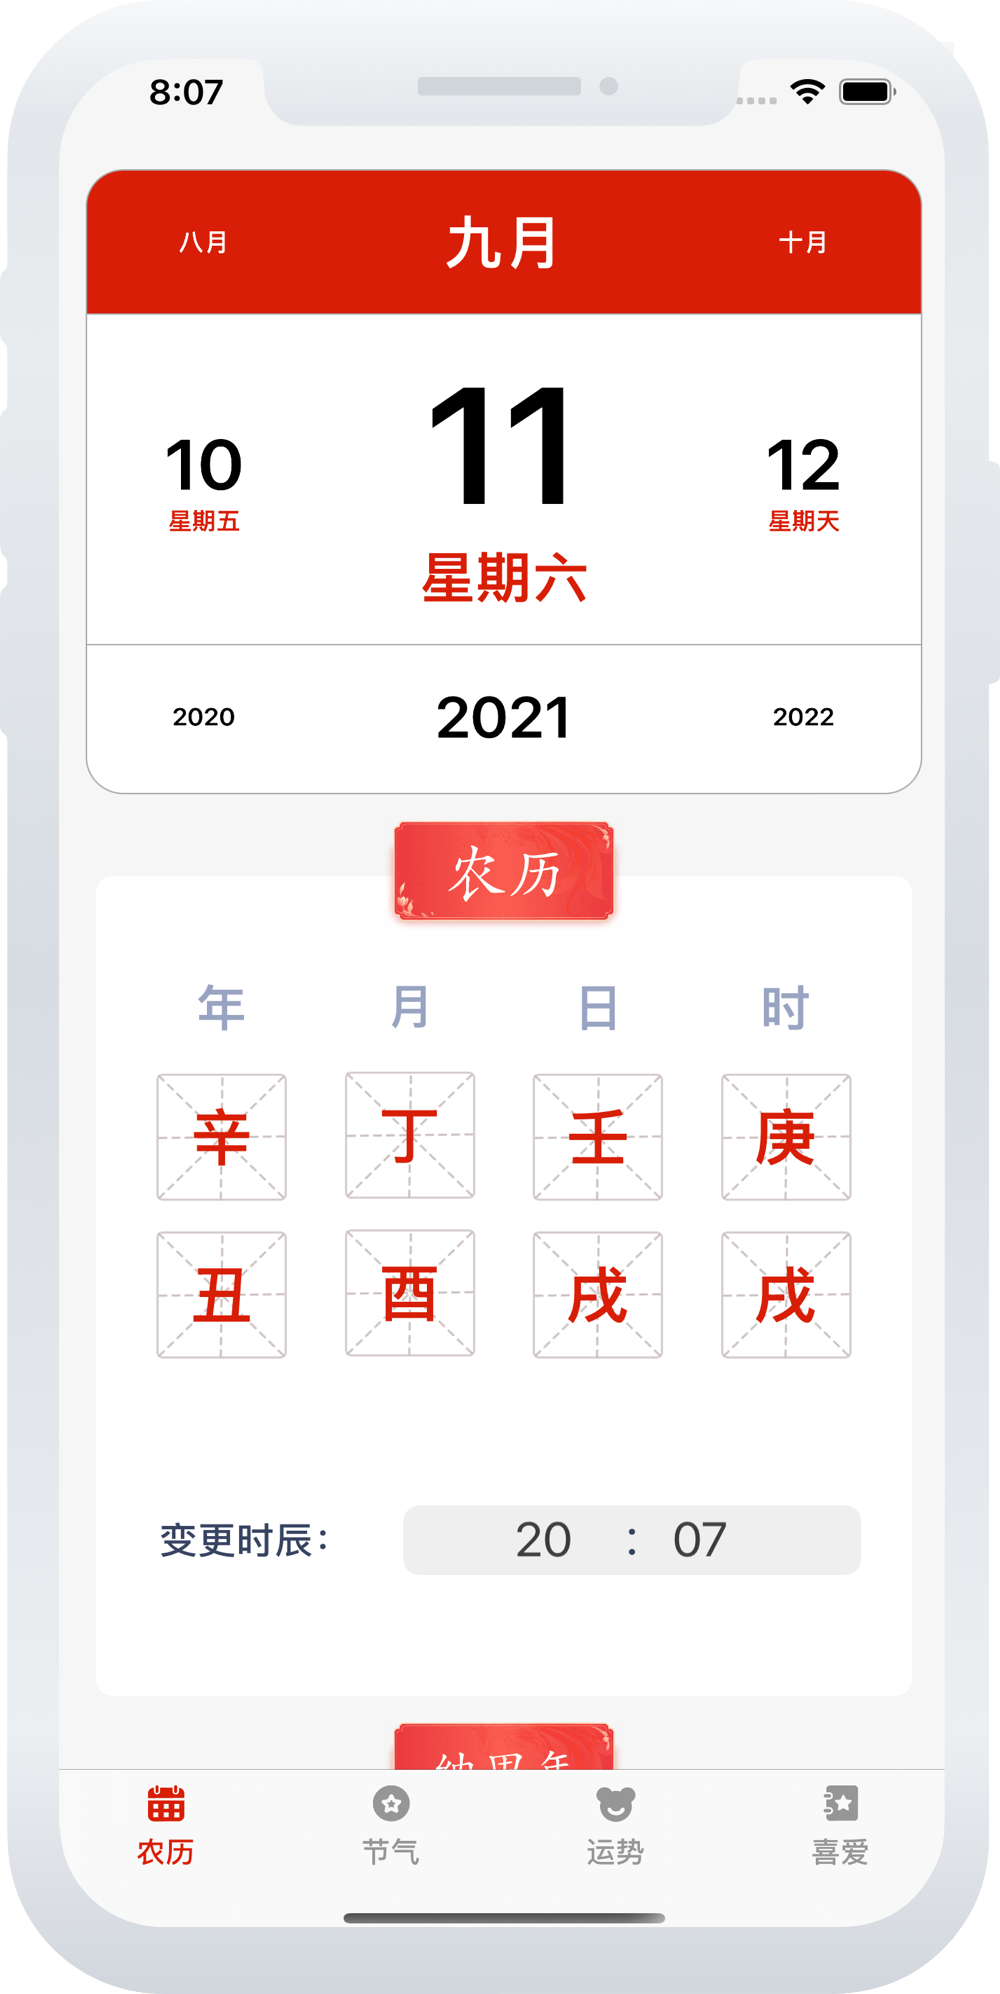 8:07
八月 九月 十月
10 11 12
星期五 星期六 星期天
2020 2021 2022
农历
年 月 日 时
辛 丁 壬 庚
丑 酉 戌 戌
变更时辰： 20 : 07
农历 节气 运势 喜爱